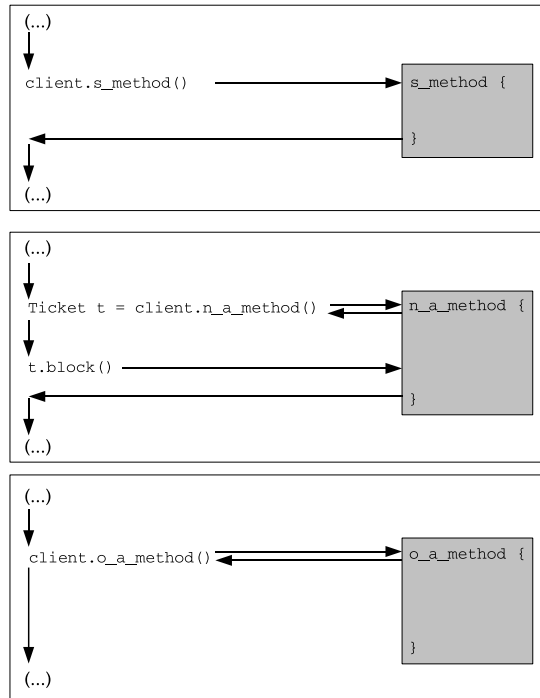 (...)
client.s_method()
s_method {
}
(...)
(...)
Ticket t = client.n_a_method()
n_a_method {
t.block()
}
(...)
(...)
client.o_a_method()
o_a_method {
}
(...)